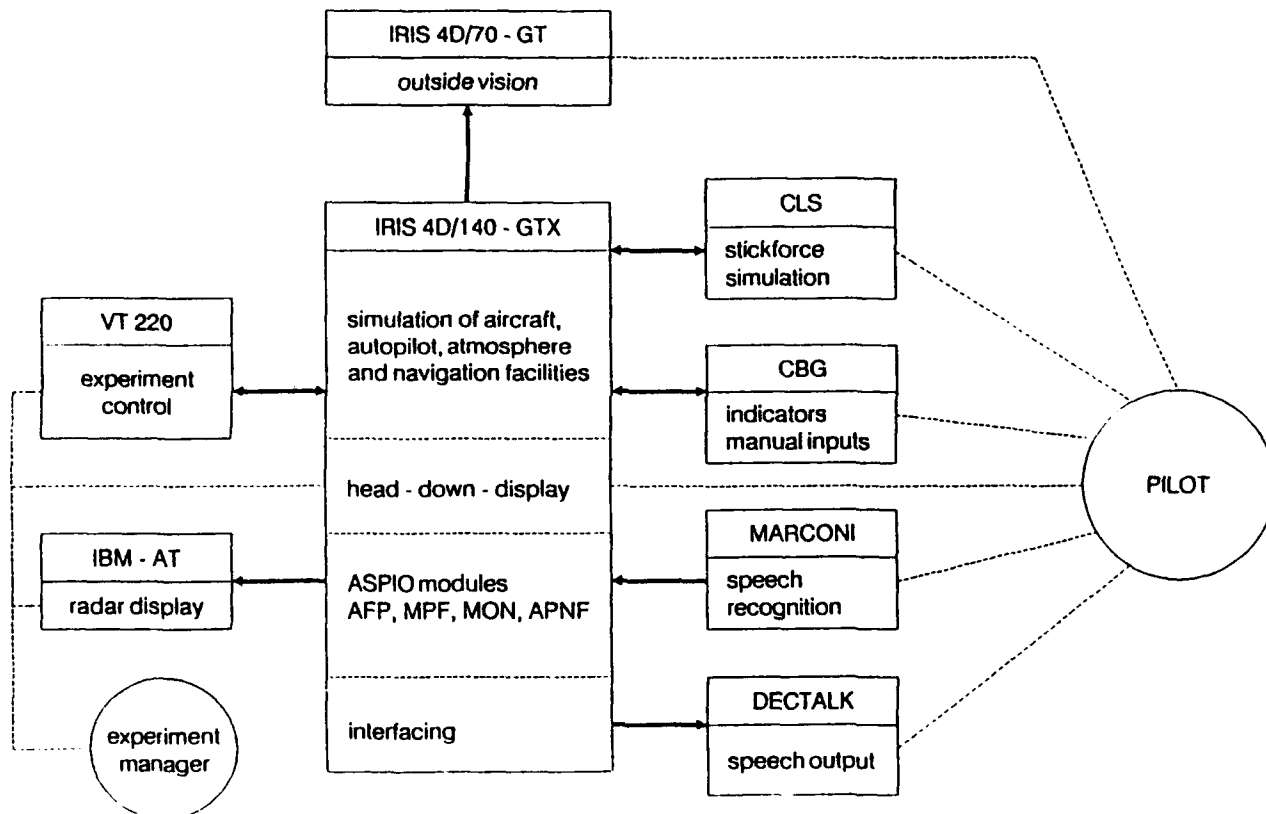 IRIS 4D/70 - GT
outside vision
IRIS 4D/140 - GTX
simulation of aircraft,
autopilot, atmosphere
and navigation facilities
head - down - display
ASPIO modules
AFP, MPF, MON, APNF
interfacing
VT 220
experiment
control
IBM - AT
radar display
experiment
manager
CLS
stickforce
simulation
CBG
indicators
manual inputs
MARCONI
speech
recognition
DECTALK
speech output
PILOT